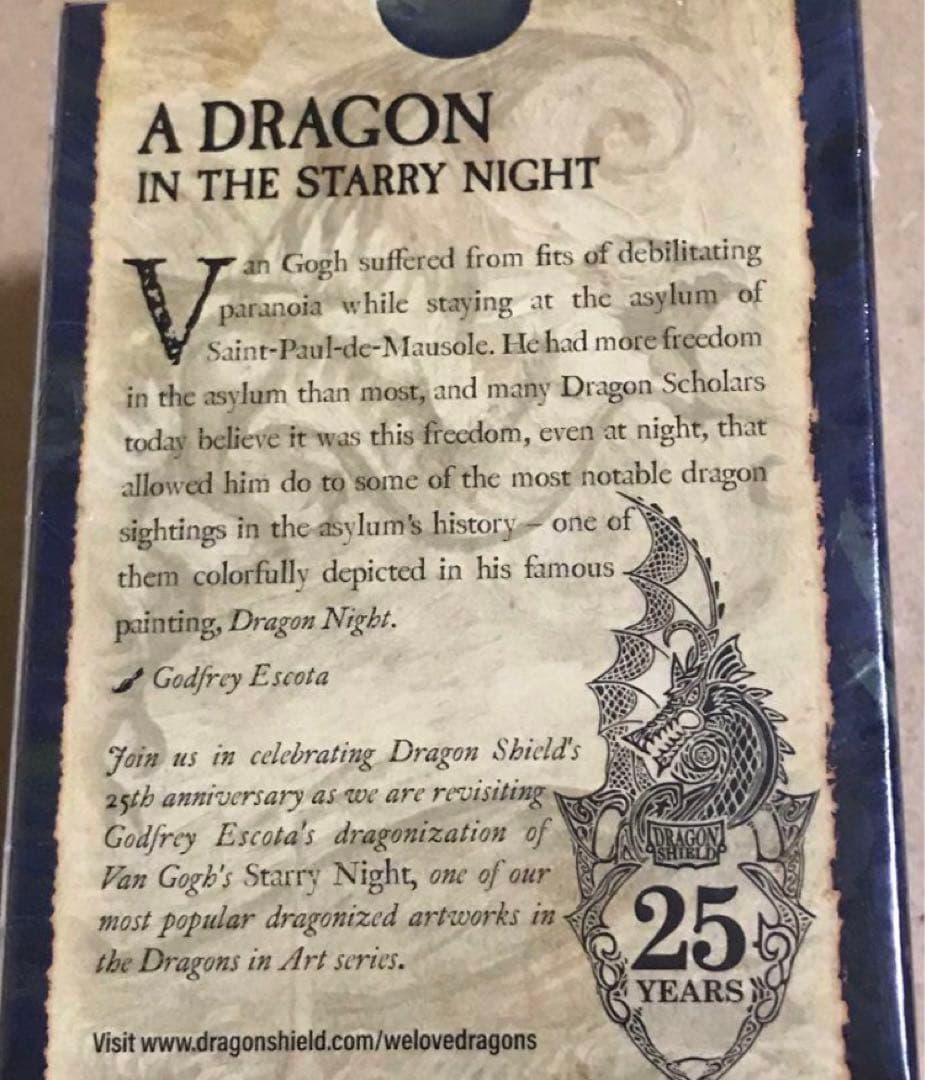 A DRAGON
IN THE STARRY NIGHT
Van Gogh suffered from fits of debilitating
paranoia while staying at the asylum of
Saint-Paul-de-Mausole. He had more freedom
in the asylum than most, and many Dragon Scholars
today believe it was this freedom, even at night, that
allowed him do to some of the most notable dragon
sightings in the asylum's history – one of
them colorfully depicted in his famous
painting, Dragon Night.
Godfrey Escota
Join us in celebrating Dragon Shield's
25th anniversary as we are revisiting
Godfrey Escota's dragonization of
Van Gogh's Starry Night, one of our
most popular dragonized artworks in
the Dragons in Art series.
DRAGON
SHIELD
25
YEARS
Visit www.dragonshield.com/welovedragons